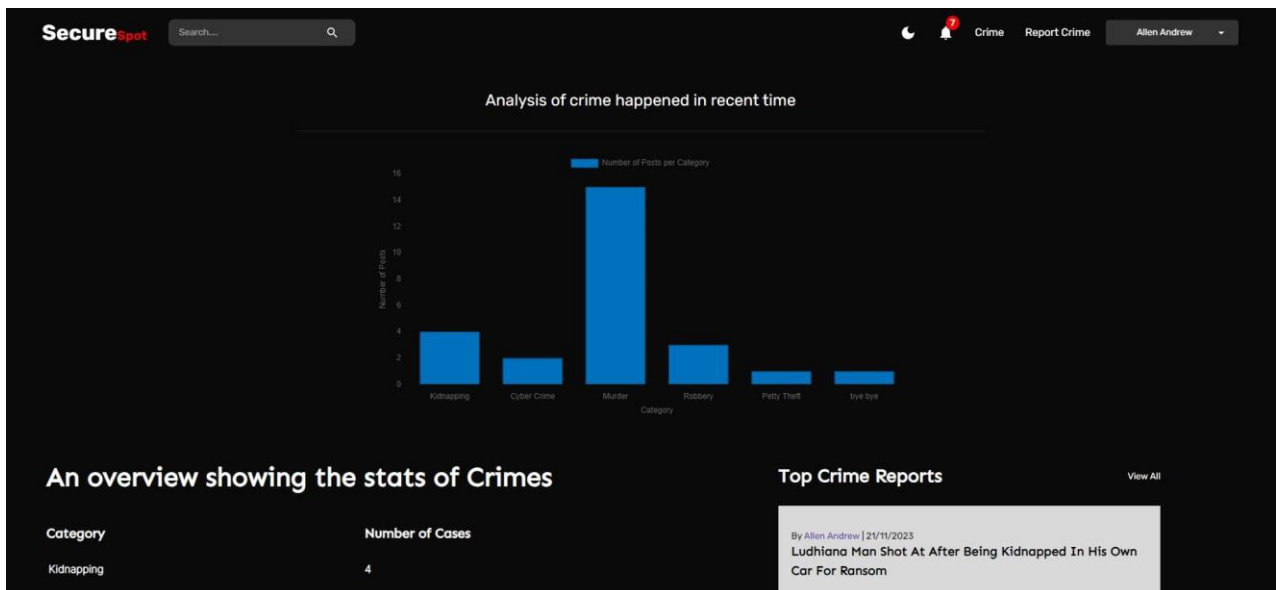 SecureSpot
Search....
7
Crime
Report Crime
Allen Andrew
Analysis of crime happened in recent time
Number of Posts per Category
16
14
12
10
8
6
4
2
0
Number of Posts
Kidnapping
Cyber Crime
Murder
Robbery
Petty Theft
bye bye
Category
An overview showing the stats of Crimes
Category
Number of Cases
Kidnapping
4
Top Crime Reports
View All
By Allen Andrew | 21/11/2023
Ludhiana Man Shot At After Being Kidnapped In His Own
Car For Ransom